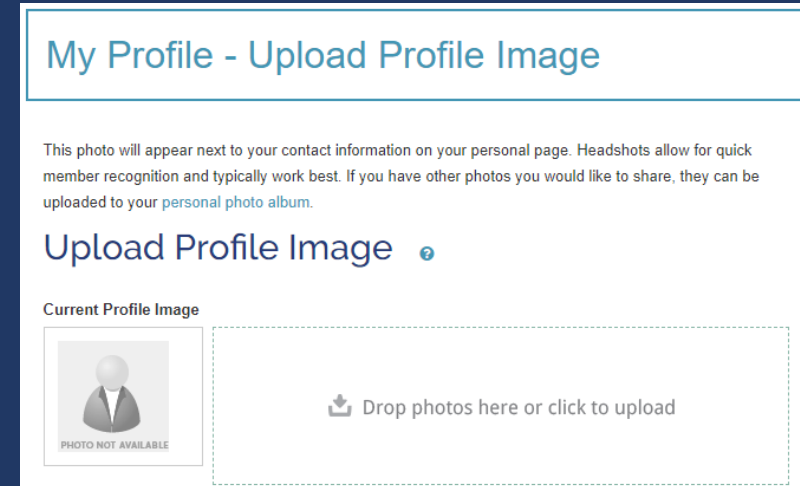 My Profile - Upload Profile Image
This photo will appear next to your contact information on your personal page. Headshots allow for quick
member recognition and typically work best. If you have other photos you would like to share, they can be
uploaded to your personal photo album.
Upload Profile Image ?
Current Profile Image
PHOTO NOT AVAILABLE
Drop photos here or click to upload